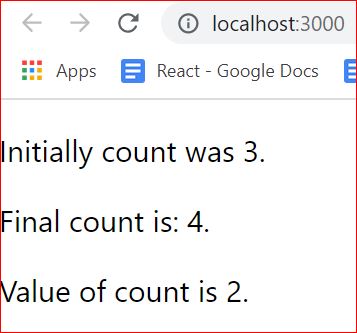 localhost:3000
Apps React - Google Docs
Initially count was 3.
Final count is: 4.
Value of count is 2.